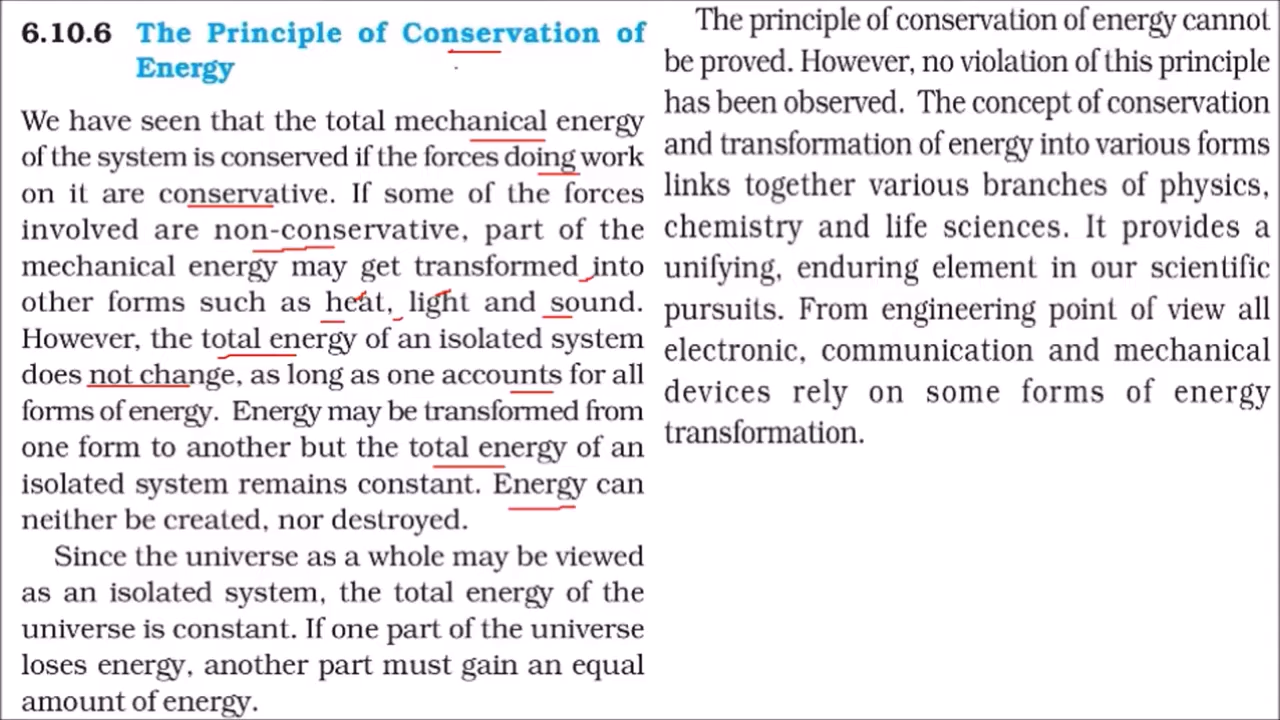 6.10.6 The Principle of Conservation of
Energy
We have seen that the total mechanical energy
of the system is conserved if the forces doing work
on it are conservative. If some of the forces
involved are non-conservative, part of the
mechanical energy may get transformed into
other forms such as heat, light and sound.
However, the total energy of an isolated system
does not change, as long as one accounts for all
forms of energy. Energy may be transformed from
one form to another but the total energy of an
isolated system remains constant. Energy can
neither be created, nor destroyed.
Since the universe as a whole may be viewed
as an isolated system, the total energy of the
universe is constant. If one part of the universe
loses energy, another part must gain an equal
amount of energy.
The principle of conservation of energy cannot
be proved. However, no violation of this principle
has been observed. The concept of conservation
and transformation of energy into various forms
links together various branches of physics,
chemistry and life sciences. It provides a
unifying, enduring element in our scientific
pursuits. From engineering point of view all
electronic, communication and mechanical
devices rely on some forms of energy
transformation.